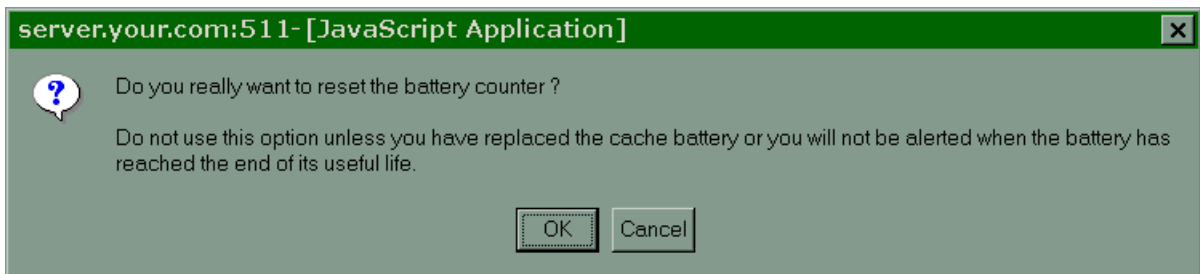 server.your.com:511-[JavaScript Application]
Do you really want to reset the battery counter ?
Do not use this option unless you have replaced the cache battery or you will not be alerted when the battery has
reached the end of its useful life.
OK Cancel